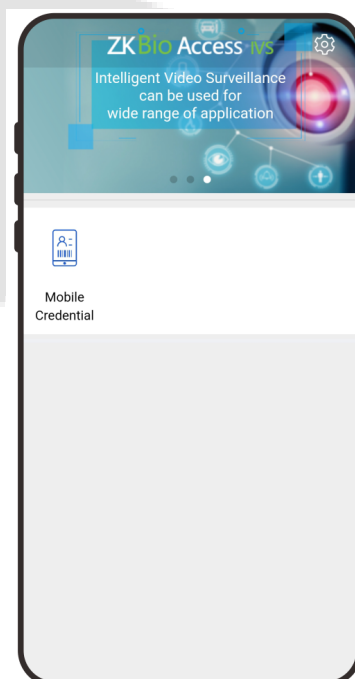 ZKBio Access IVS
Intelligent Video Surveillance
can be used for
wide range of application
Mobile
Credential